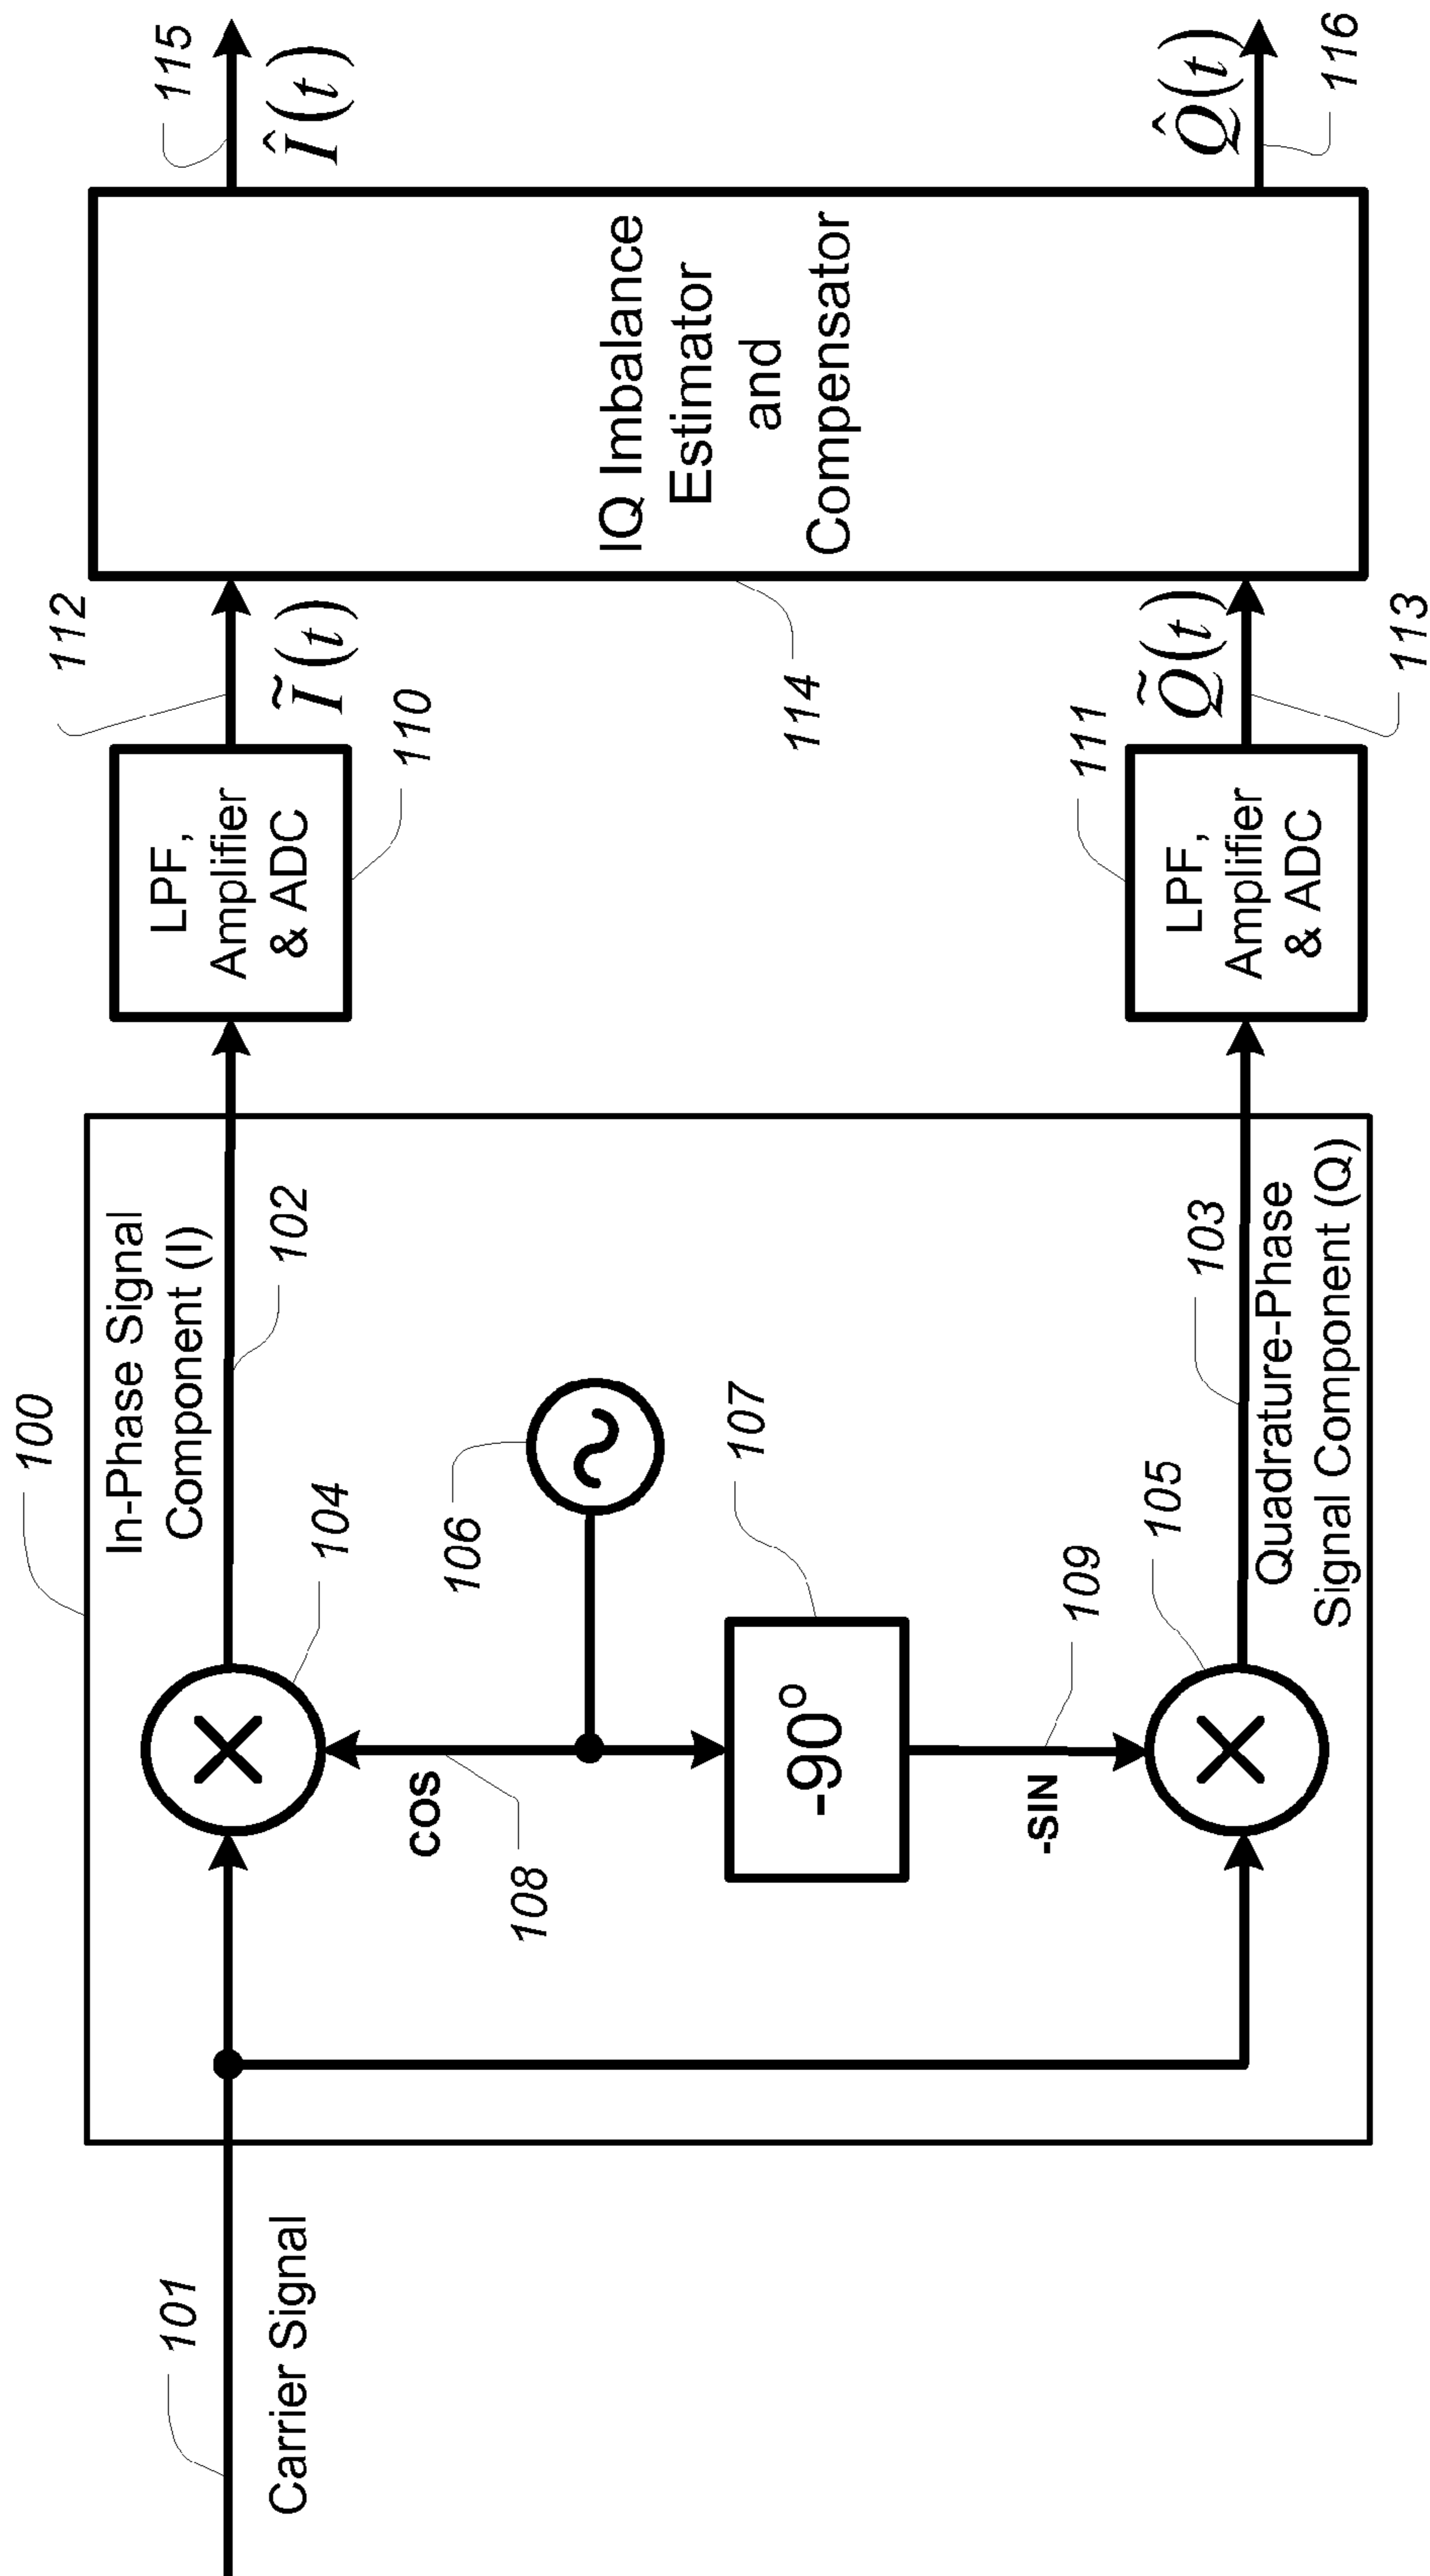 100
101
Carrier Signal
In-Phase Signal
Component (I)
102
104
cos
108
106
107
-90°
109
-SIN
105
103
Quadrature-Phase
Signal Component (Q)
LPF,
Amplifier
& ADC
110
LPF,
Amplifier
& ADC
111
112
Ĩ(t)
Q̃(t)
113
114
IQ Imbalance
Estimator
and
Compensator
115
Î(t)
Q̂(t)
116